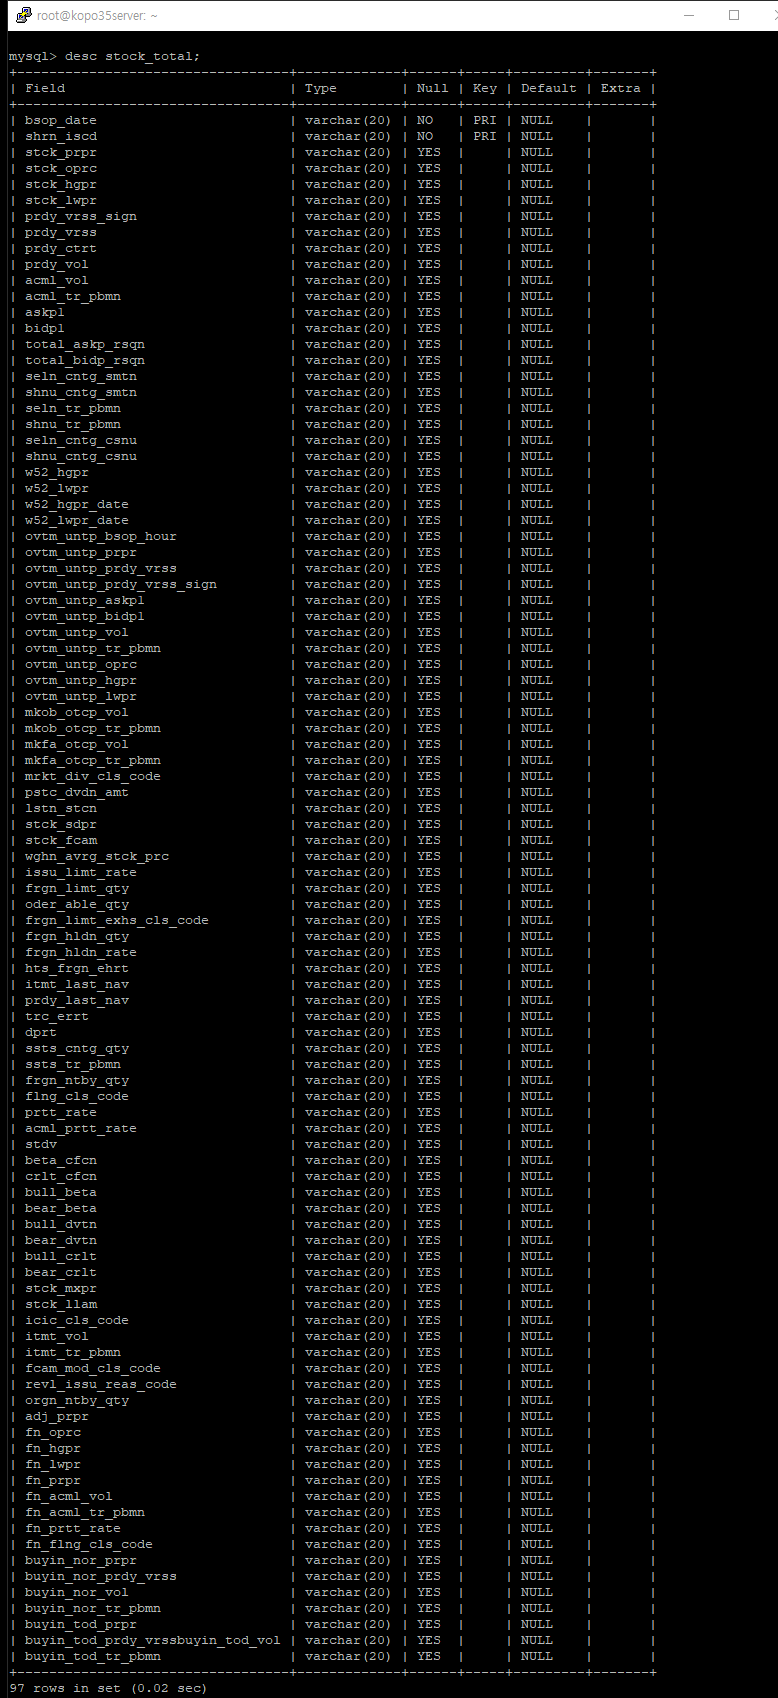 root@kopo35server: ~
mysql> desc stock_total;
+----------------------------------+--------------+------+-----+---------+-------+
| Field                            | Type         | Null | Key | Default | Extra |
+----------------------------------+--------------+------+-----+---------+-------+
| bsop_date                        | varchar(20) | NO   | PRI | NULL    |       |
| shrn_iscd                        | varchar(20) | NO   | PRI | NULL    |       |
| stck_prpr                        | varchar(20) | YES  |     | NULL    |       |
| stck_oprc                        | varchar(20) | YES  |     | NULL    |       |
| stck_hgpr                        | varchar(20) | YES  |     | NULL    |       |
| stck_lwpr                        | varchar(20) | YES  |     | NULL    |       |
| prdy_vrss_sign                   | varchar(20) | YES  |     | NULL    |       |
| prdy_vrss                        | varchar(20) | YES  |     | NULL    |       |
| prdy_ctrt                        | varchar(20) | YES  |     | NULL    |       |
| prdy_vol                         | varchar(20) | YES  |     | NULL    |       |
| acml_vol                         | varchar(20) | YES  |     | NULL    |       |
| acml_tr_pbmn                     | varchar(20) | YES  |     | NULL    |       |
| askp1                            | varchar(20) | YES  |     | NULL    |       |
| bidp1                            | varchar(20) | YES  |     | NULL    |       |
| total_askp_rsqn                  | varchar(20) | YES  |     | NULL    |       |
| total_bidp_rsqn                  | varchar(20) | YES  |     | NULL    |       |
| seln_cntg_smtn                   | varchar(20) | YES  |     | NULL    |       |
| shnu_cntg_smtn                   | varchar(20) | YES  |     | NULL    |       |
| seln_tr_pbmn                     | varchar(20) | YES  |     | NULL    |       |
| shnu_tr_pbmn                     | varchar(20) | YES  |     | NULL    |       |
| seln_cntg_csnu                   | varchar(20) | YES  |     | NULL    |       |
| shnu_cntg_csnu                   | varchar(20) | YES  |     | NULL    |       |
| w52_hgpr                         | varchar(20) | YES  |     | NULL    |       |
| w52_lwpr                         | varchar(20) | YES  |     | NULL    |       |
| w52_hgpr_date                    | varchar(20) | YES  |     | NULL    |       |
| w52_lwpr_date                    | varchar(20) | YES  |     | NULL    |       |
| ovtm_untp_bsop_hour              | varchar(20) | YES  |     | NULL    |       |
| ovtm_untp_prpr                   | varchar(20) | YES  |     | NULL    |       |
| ovtm_untp_prdy_vrss              | varchar(20) | YES  |     | NULL    |       |
| ovtm_untp_prdy_vrss_sign         | varchar(20) | YES  |     | NULL    |       |
| ovtm_untp_askp1                  | varchar(20) | YES  |     | NULL    |       |
| ovtm_untp_bidp1                  | varchar(20) | YES  |     | NULL    |       |
| ovtm_untp_vol                    | varchar(20) | YES  |     | NULL    |       |
| ovtm_untp_tr_pbmn                | varchar(20) | YES  |     | NULL    |       |
| ovtm_untp_oprc                   | varchar(20) | YES  |     | NULL    |       |
| ovtm_untp_hgpr                   | varchar(20) | YES  |     | NULL    |       |
| ovtm_untp_lwpr                   | varchar(20) | YES  |     | NULL    |       |
| mkob_otcp_vol                    | varchar(20) | YES  |     | NULL    |       |
| mkob_otcp_tr_pbmn                | varchar(20) | YES  |     | NULL    |       |
| mkfa_otcp_vol                    | varchar(20) | YES  |     | NULL    |       |
| mkfa_otcp_tr_pbmn                | varchar(20) | YES  |     | NULL    |       |
| mrkt_div_cls_code                | varchar(20) | YES  |     | NULL    |       |
| pstc_dvdn_amt                    | varchar(20) | YES  |     | NULL    |       |
| lstn_stcn                        | varchar(20) | YES  |     | NULL    |       |
| stck_sdpr                        | varchar(20) | YES  |     | NULL    |       |
| stck_fcam                        | varchar(20) | YES  |     | NULL    |       |
| wghn_avrg_stck_prc               | varchar(20) | YES  |     | NULL    |       |
| issu_limt_rate                   | varchar(20) | YES  |     | NULL    |       |
| frgn_limt_qty                    | varchar(20) | YES  |     | NULL    |       |
| oder_able_qty                    | varchar(20) | YES  |     | NULL    |       |
| frgn_limt_exhs_cls_code          | varchar(20) | YES  |     | NULL    |       |
| frgn_hldn_qty                    | varchar(20) | YES  |     | NULL    |       |
| frgn_hldn_rate                   | varchar(20) | YES  |     | NULL    |       |
| hts_frgn_ehrt                    | varchar(20) | YES  |     | NULL    |       |
| itmt_last_nav                    | varchar(20) | YES  |     | NULL    |       |
| prdy_last_nav                    | varchar(20) | YES  |     | NULL    |       |
| trc_errt                         | varchar(20) | YES  |     | NULL    |       |
| dprt                             | varchar(20) | YES  |     | NULL    |       |
| ssts_cntg_qty                    | varchar(20) | YES  |     | NULL    |       |
| ssts_tr_pbmn                     | varchar(20) | YES  |     | NULL    |       |
| frgn_ntby_qty                    | varchar(20) | YES  |     | NULL    |       |
| flng_cls_code                    | varchar(20) | YES  |     | NULL    |       |
| prtt_rate                        | varchar(20) | YES  |     | NULL    |       |
| acml_prtt_rate                   | varchar(20) | YES  |     | NULL    |       |
| stdv                             | varchar(20) | YES  |     | NULL    |       |
| beta_cfcn                        | varchar(20) | YES  |     | NULL    |       |
| crlt_cfcn                        | varchar(20) | YES  |     | NULL    |       |
| bull_beta                        | varchar(20) | YES  |     | NULL    |       |
| bear_beta                        | varchar(20) | YES  |     | NULL    |       |
| bull_dvtn                        | varchar(20) | YES  |     | NULL    |       |
| bear_dvtn                        | varchar(20) | YES  |     | NULL    |       |
| bull_crlt                        | varchar(20) | YES  |     | NULL    |       |
| bear_crlt                        | varchar(20) | YES  |     | NULL    |       |
| stck_mxpr                        | varchar(20) | YES  |     | NULL    |       |
| stck_llam                        | varchar(20) | YES  |     | NULL    |       |
| icic_cls_code                    | varchar(20) | YES  |     | NULL    |       |
| itmt_vol                         | varchar(20) | YES  |     | NULL    |       |
| itmt_tr_pbmn                     | varchar(20) | YES  |     | NULL    |       |
| fcam_mod_cls_code                | varchar(20) | YES  |     | NULL    |       |
| revl_issu_reas_code              | varchar(20) | YES  |     | NULL    |       |
| orgn_ntby_qty                    | varchar(20) | YES  |     | NULL    |       |
| adj_prpr                         | varchar(20) | YES  |     | NULL    |       |
| fn_oprc                          | varchar(20) | YES  |     | NULL    |       |
| fn_hgpr                          | varchar(20) | YES  |     | NULL    |       |
| fn_lwpr                          | varchar(20) | YES  |     | NULL    |       |
| fn_prpr                          | varchar(20) | YES  |     | NULL    |       |
| fn_acml_vol                      | varchar(20) | YES  |     | NULL    |       |
| fn_acml_tr_pbmn                  | varchar(20) | YES  |     | NULL    |       |
| fn_prtt_rate                     | varchar(20) | YES  |     | NULL    |       |
| fn_flng_cls_code                 | varchar(20) | YES  |     | NULL    |       |
| buyin_nor_prpr                   | varchar(20) | YES  |     | NULL    |       |
| buyin_nor_prdy_vrss              | varchar(20) | YES  |     | NULL    |       |
| buyin_nor_vol                    | varchar(20) | YES  |     | NULL    |       |
| buyin_nor_tr_pbmn                | varchar(20) | YES  |     | NULL    |       |
| buyin_tod_prpr                   | varchar(20) | YES  |     | NULL    |       |
| buyin_tod_prdy_vrssbuyin_tod_vol | varchar(20) | YES  |     | NULL    |       |
| buyin_tod_tr_pbmn                | varchar(20) | YES  |     | NULL    |       |
+----------------------------------+--------------+------+-----+---------+-------+
97 rows in set (0.02 sec)